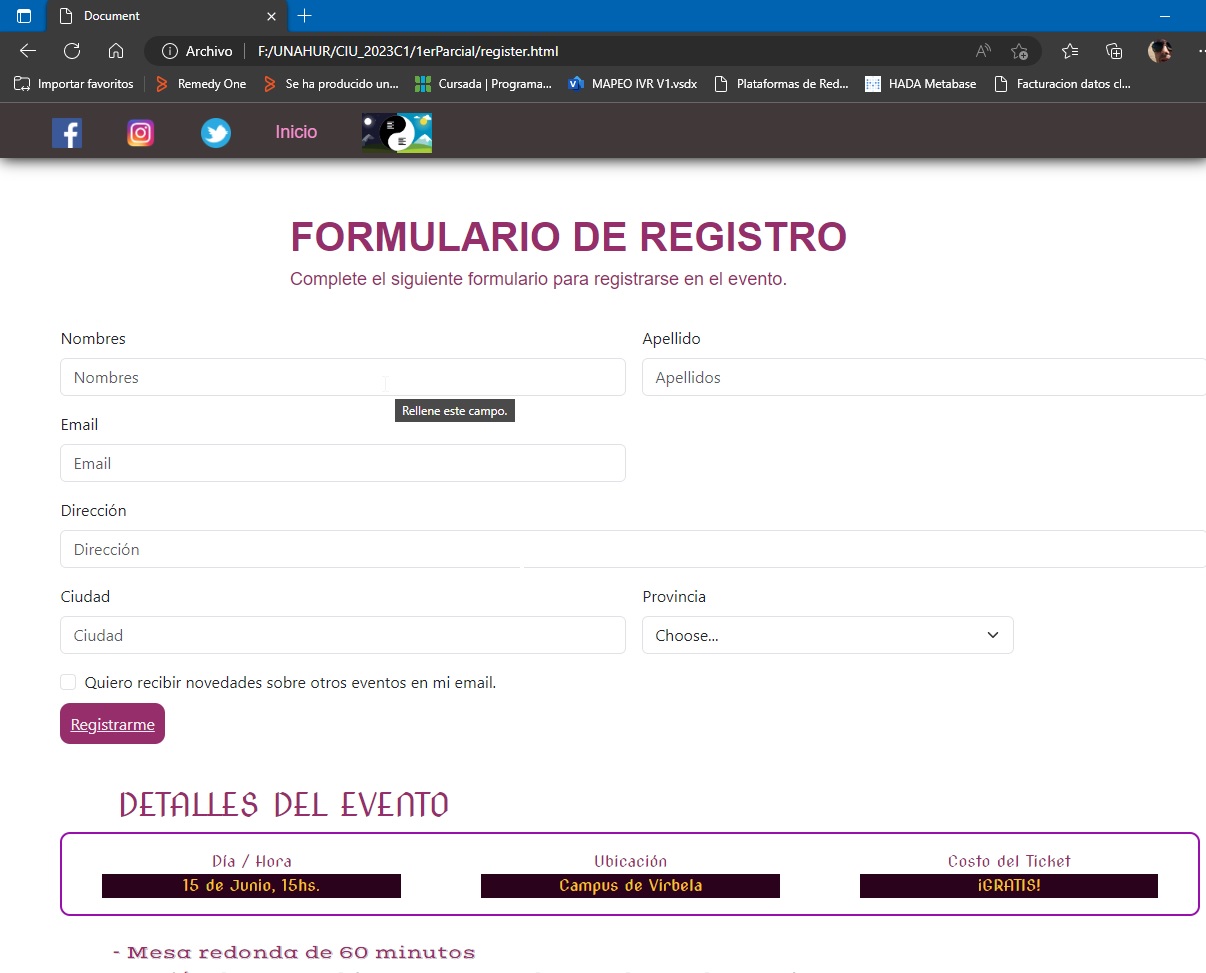 Document
Archivo F:/UNAHUR/CIU_2023C1/1erParcial/register.html
Importar favoritos Remedy One Se ha producido un... Cursada | Programa... MAPEO IVR V1.vsdx Plataformas de Red... HADA Metabase Facturacion datos cl...
Inicio
FORMULARIO DE REGISTRO
Complete el siguiente formulario para registrarse en el evento.
Nombres Apellido
Nombres Apellidos
Rellene este campo.
Email
Email
Dirección
Dirección
Ciudad Provincia
Ciudad Choose...
Quiero recibir novedades sobre otros eventos en mi email.
Registrarme
DETALLES DEL EVENTO
Día / Hora Ubicación Costo del Ticket
15 de Junio, 15hs. Campus de Virbela ¡GRATIS!
- Mesa redonda de 60 minutos